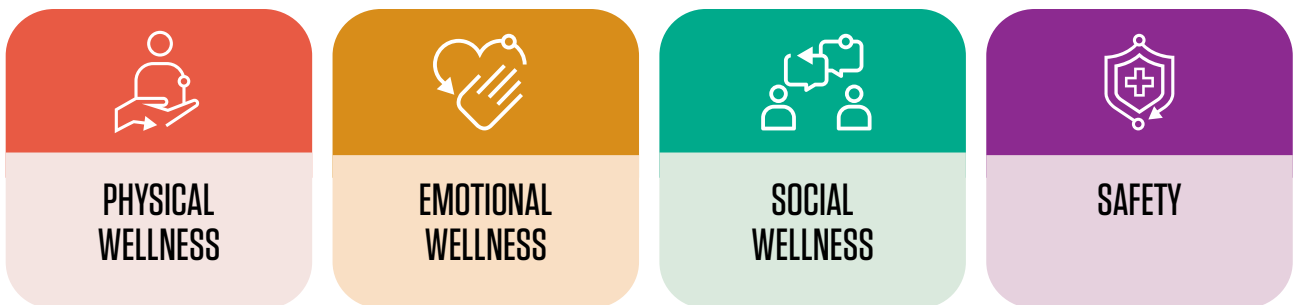 PHYSICAL
WELLNESS
EMOTIONAL
WELLNESS
SOCIAL
WELLNESS
SAFETY